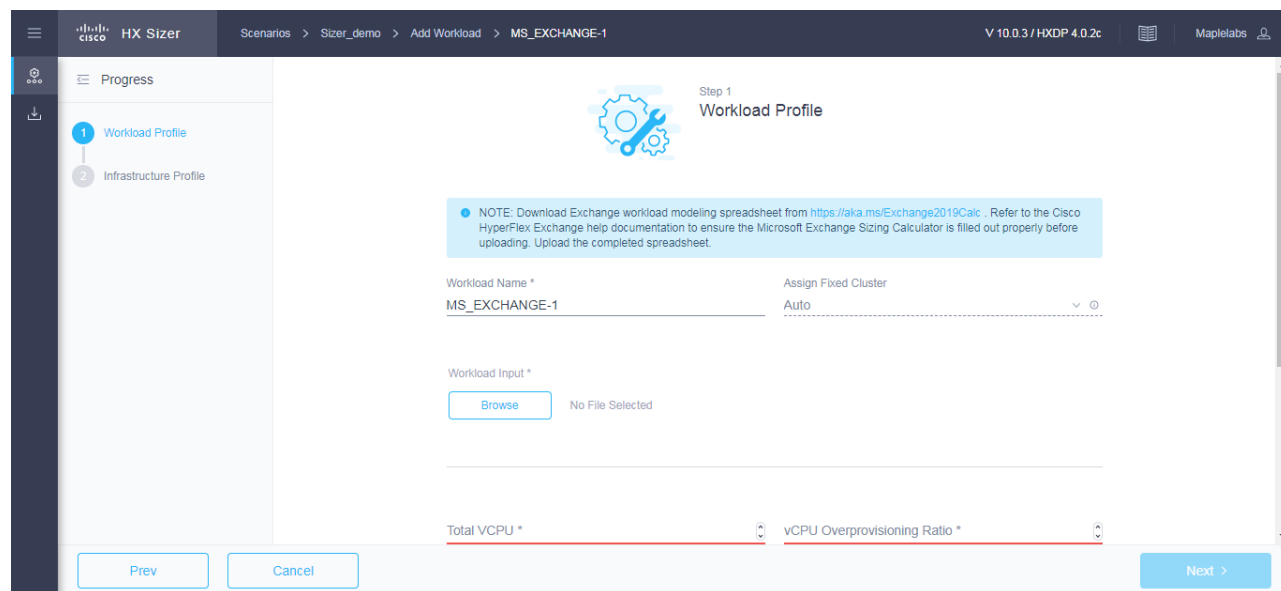 cisco HX Sizer Scenarios > Sizer_demo > Add Workload > MS_EXCHANGE-1 V 10.0.3 / HXDP 4.0.2c Maplelabs
Progress
Step 1
Workload Profile
1 Workload Profile
2 Infrastructure Profile
NOTE: Download Exchange workload modeling spreadsheet from https://aka.ms/Exchange2019Calc . Refer to the Cisco
HyperFlex Exchange help documentation to ensure the Microsoft Exchange Sizing Calculator is filled out properly before
uploading. Upload the completed spreadsheet.
Workload Name * Assign Fixed Cluster
MS_EXCHANGE-1 Auto
Workload Input *
Browse No File Selected
Total VCPU * vCPU Overprovisioning Ratio *
Prev Cancel Next >